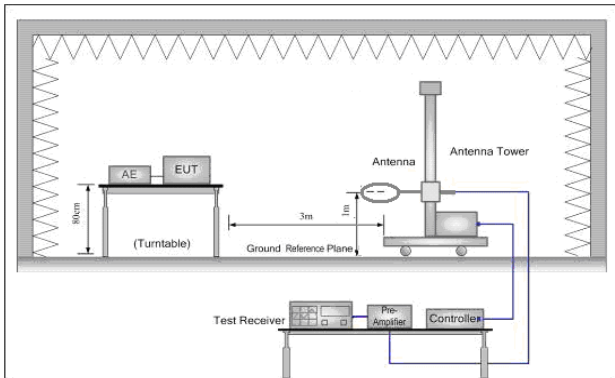 AE
EUT
80cm
(Turntable)
3m
Ground Reference Plane
Antenna
1m
Antenna Tower
Test Receiver
Pre-
Amplifier
Controller